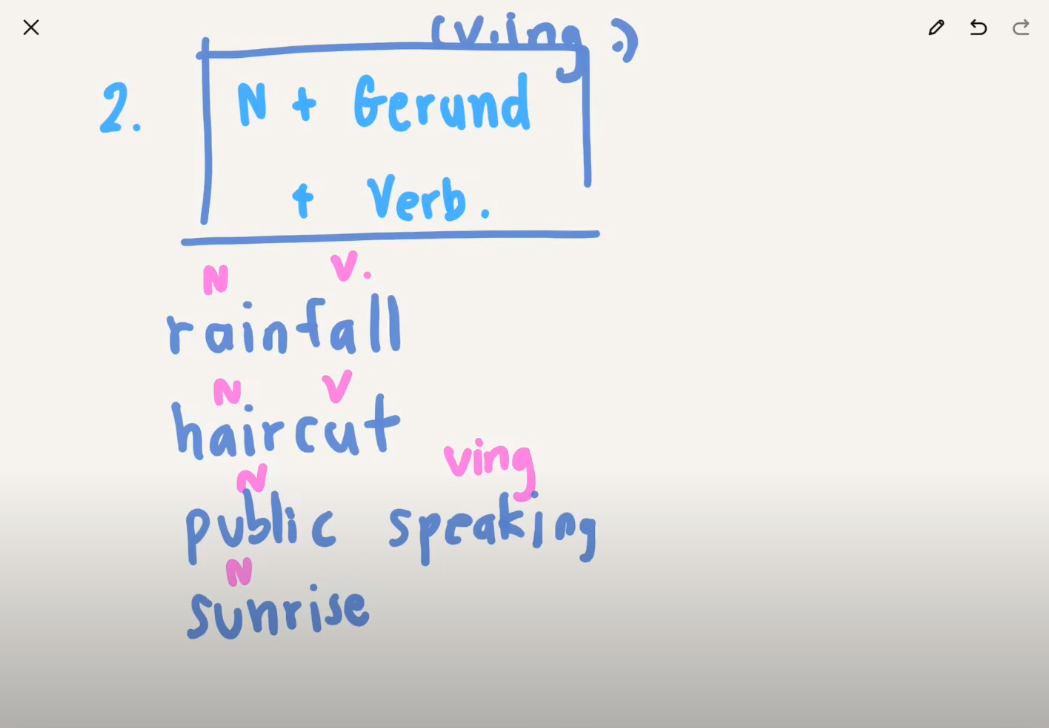 (v.ing)
2. N + Gerund
+ Verb.
N V.
rainfall
N V
haircut
N ving
public speaking
N
sunrise